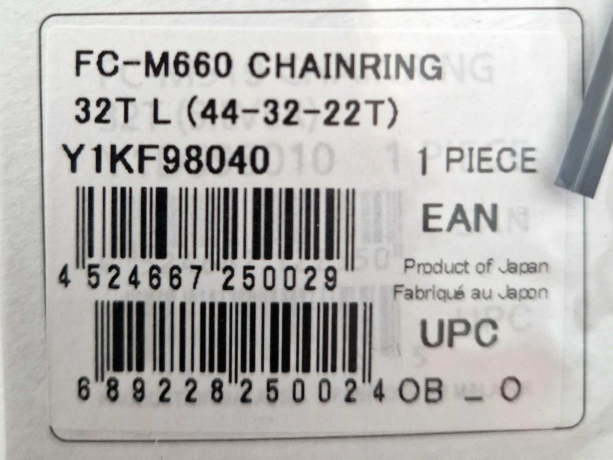 FC-M660 CHAINRING
32T L (44-32-22T)
Y1KF98040 1 PIECE
EAN
4 524667 250029
Product of Japan
Fabriqué au Japon
UPC
6 89228 25002 4 OB _ O